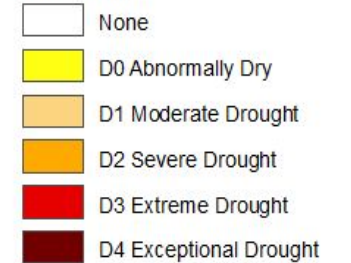 None
D0 Abnormally Dry
D1 Moderate Drought
D2 Severe Drought
D3 Extreme Drought
D4 Exceptional Drought